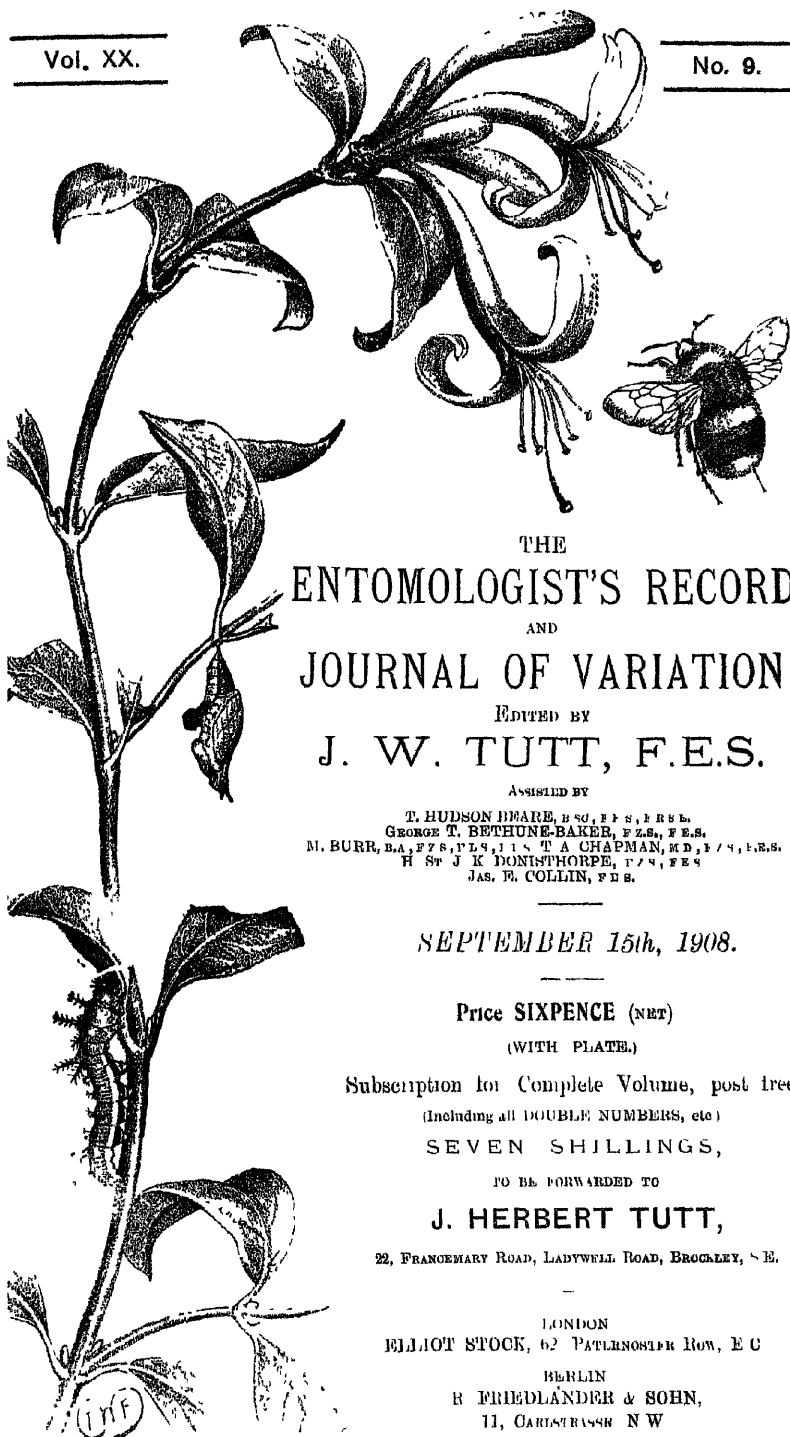 Vol. XX.
No. 9.
THE
ENTOMOLOGIST'S RECORD
AND
JOURNAL OF VARIATION
EDITED BY
J. W. TUTT, F.E.S.
ASSISTED BY
T. HUDSON BEARE,
GEORGE T. BETHUNE-BAKER, F.Z.S., F.E.S.
M. BURR, B.A, T A CHAPMAN, MD,
H ST J K DONISTHORPE, FES
JAS. E. COLLIN, FES.
SEPTEMBER 15th, 1908.
Price SIXPENCE (NET)
(WITH PLATE.)
Subscription for Complete Volume, post free
(Including all DOUBLE NUMBERS, etc)
SEVEN SHILLINGS,
TO BE FORWARDED TO
J. HERBERT TUTT,
22, FRANCEMARY ROAD, LADYWELL ROAD, BROCKLEY, S E.
LONDON
ELLIOT STOCK, 62 PATERNOSTER ROW, E C
BERLIN
R FRIEDLÄNDER & SOHN,
11, CARLSTRASSE N W